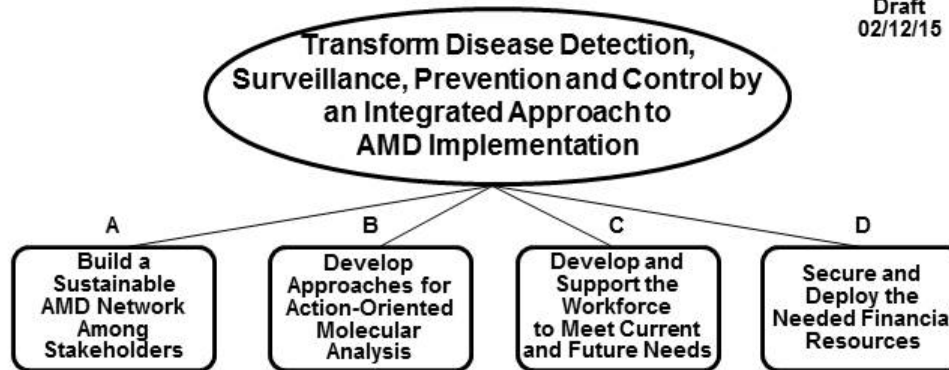 Draft
02/12/15
Transform Disease Detection,
Surveillance, Prevention and Control by
an Integrated Approach to
AMD Implementation
A
B
C
D
Build a
Sustainable
AMD Network
Among
Stakeholders
Develop
Approaches for
Action-Oriented
Molecular
Analysis
Develop and
Support the
Workforce
to Meet Current
and Future Needs
Secure and
Deploy the
Needed Financia
Resources